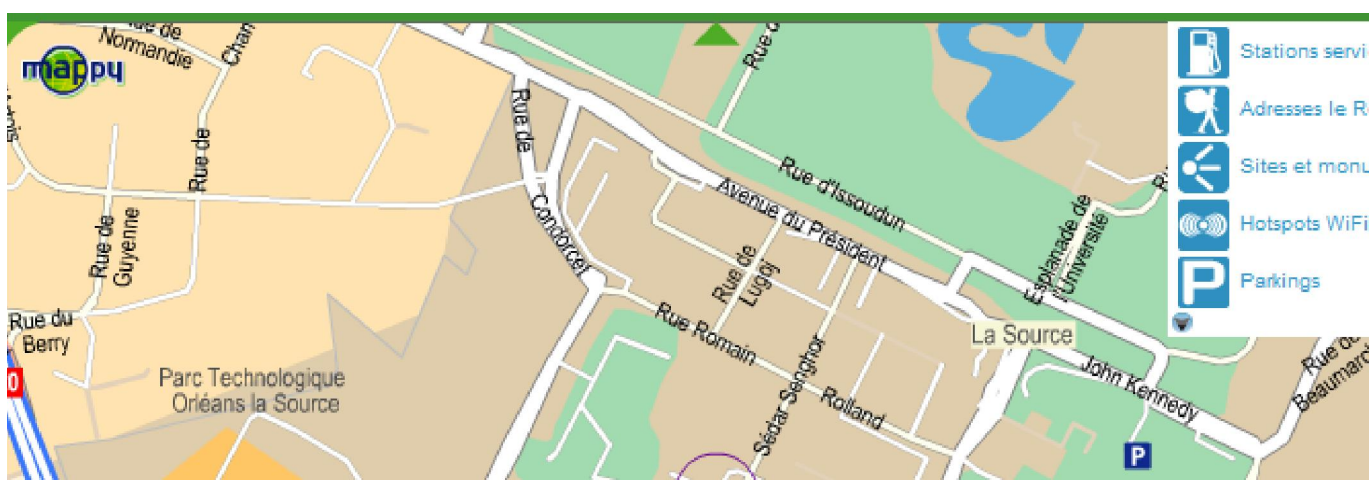 Rue de
Normandie
mappy
Rue de
Rue de
Guyenne
Rue du
Berry
Parc Technologique
Orléans la Source
Rue de
Condorcet
Rue Romain
Rolland
Rue de
Lugoj
Sédar Senghor
Avenue du Président
John Kennedy
Rue d'Issoudun
La Source
Esplanade de
l'Université
P
Stations servi
Adresses le R
Sites et monu
Hotspots WiFi
P
Parkings